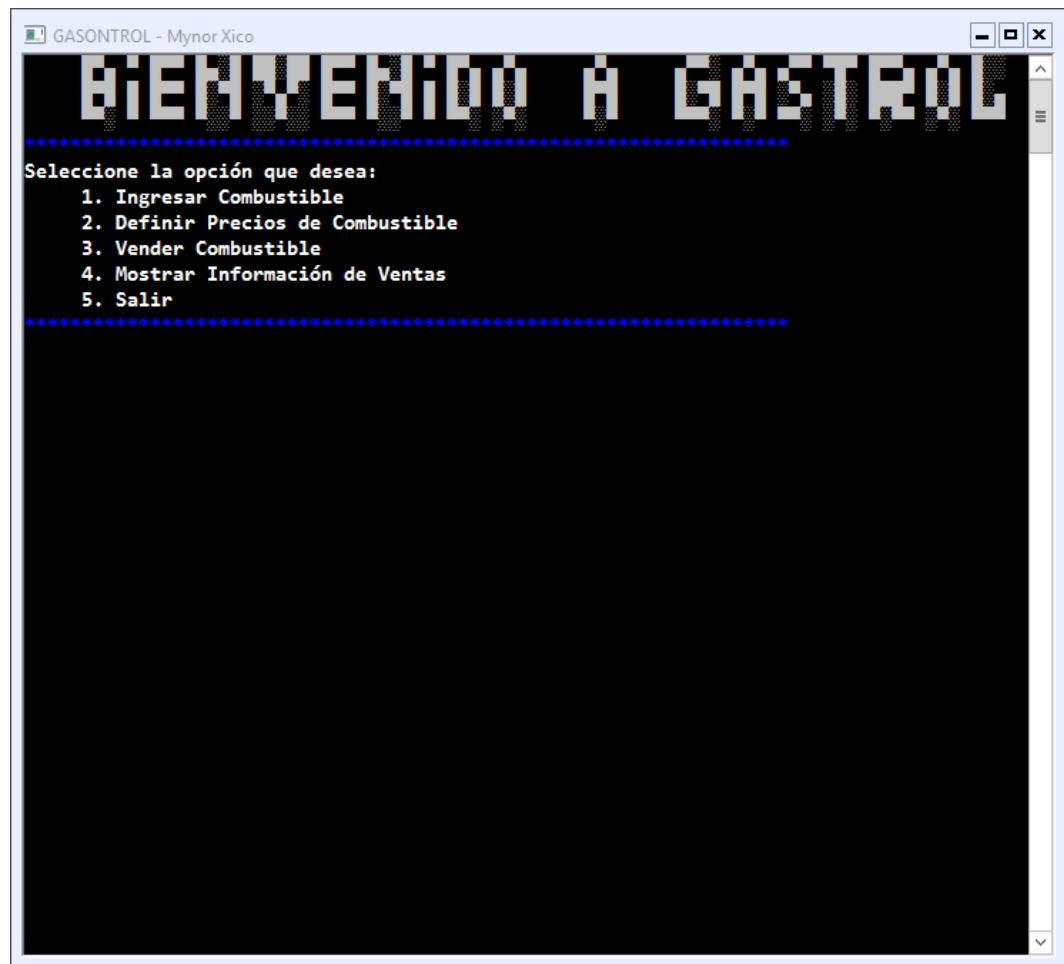 GASONTROL - Mynor Xico
BiENVENiDO A GASTROL
*******************************************************************
Seleccione la opción que desea:
1. Ingresar Combustible
2. Definir Precios de Combustible
3. Vender Combustible
4. Mostrar Información de Ventas
5. Salir
*******************************************************************